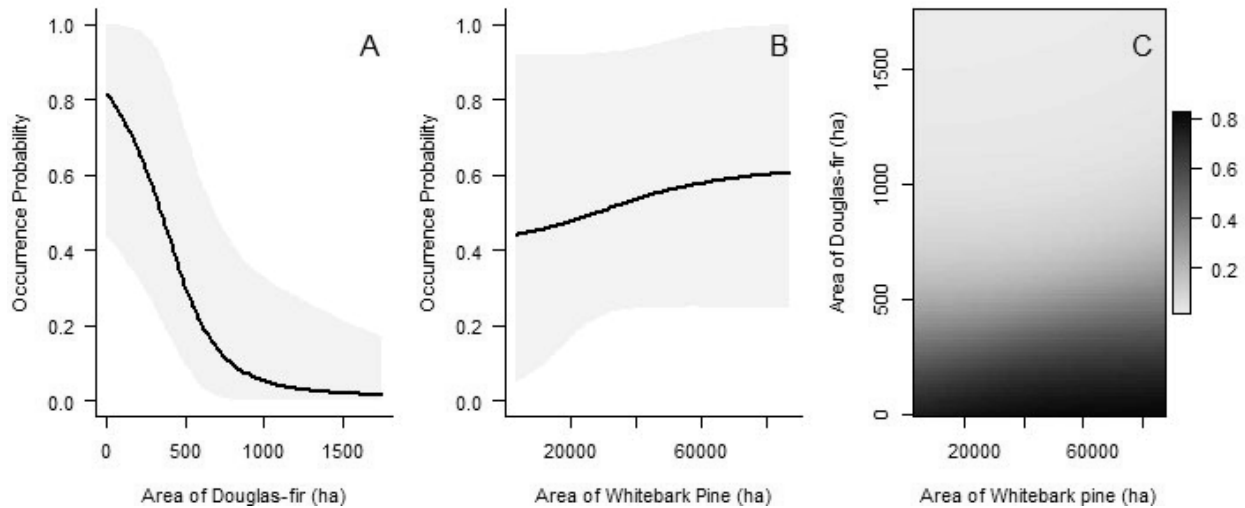 A
Occurrence Probability
1.0
0.8
0.6
0.4
0.2
0.0
0 500 1000 1500
Area of Douglas-fir (ha)
B
Occurrence Probability
1.0
0.8
0.6
0.4
0.2
0.0
20000 60000
Area of Whitebark Pine (ha)
C
Area of Douglas-fir (ha)
1500
1000
500
0
20000 60000
Area of Whitebark pine (ha)
0.8
0.6
0.4
0.2